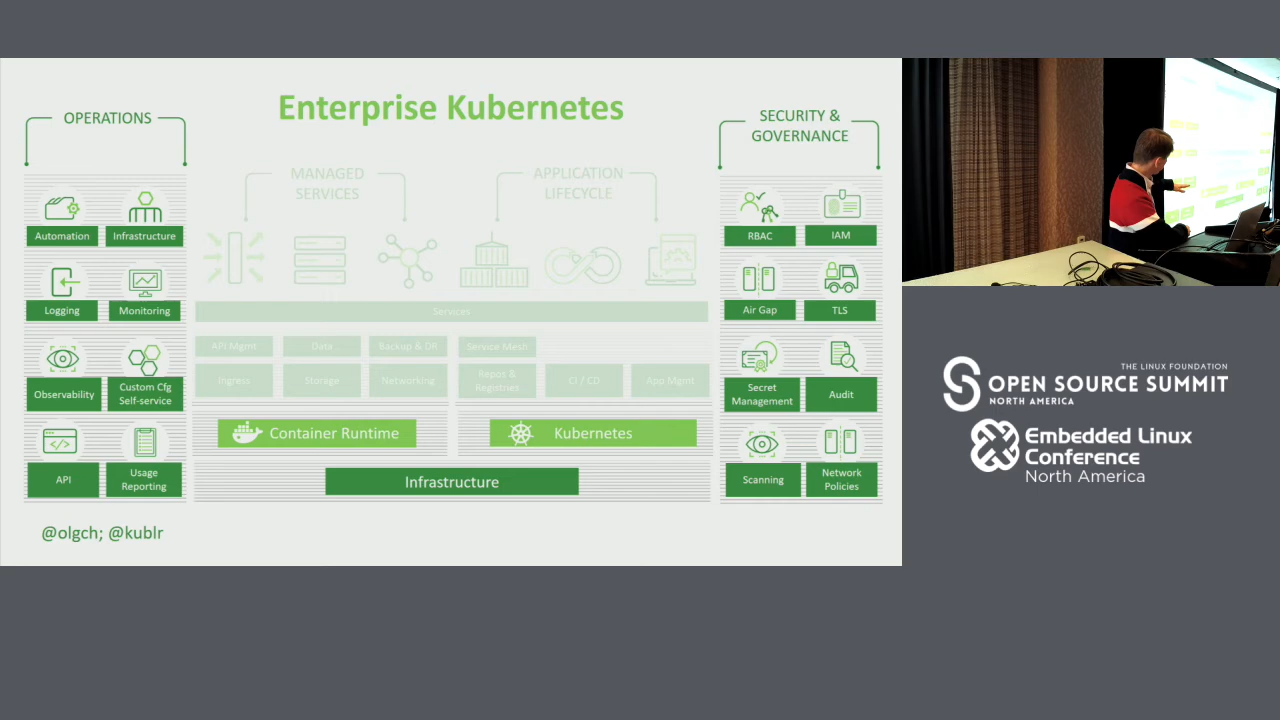 Enterprise Kubernetes
OPERATIONS
Automation
Infrastructure
Logging
Monitoring
Observability
Custom Cfg
Self-service
API
Usage
Reporting
MANAGED
SERVICES
APPLICATION
LIFECYCLE
Services
API Mgmt
Data
Backup & DR
Service Mesh
Ingress
Storage
Networking
Repos &
Registries
CI / CD
App Mgmt
Container Runtime
Kubernetes
Infrastructure
SECURITY &
GOVERNANCE
RBAC
IAM
Air Gap
TLS
Secret
Management
Audit
Scanning
Network
Policies
@olgch; @kublr
THE LINUX FOUNDATION
OPEN SOURCE SUMMIT
NORTH AMERICA
Embedded Linux
Conference
North America